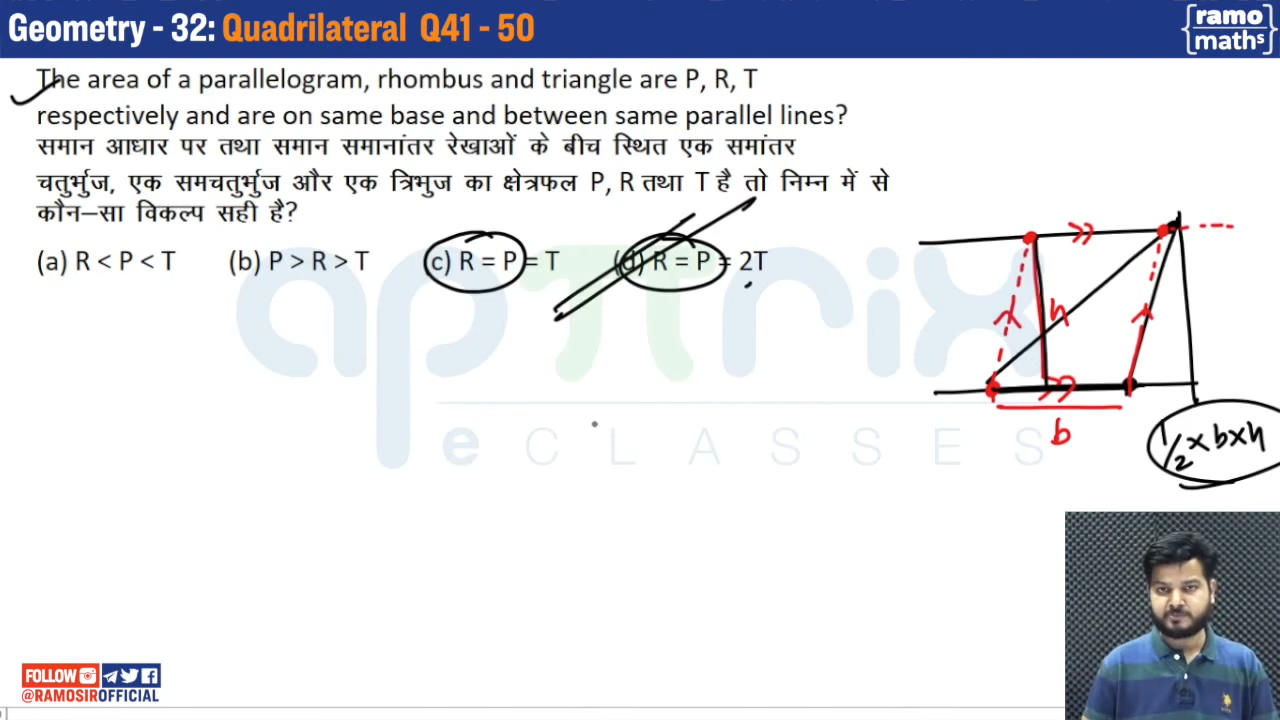 Geometry - 32: Quadrilateral Q41 - 50
ramo
maths
The area of a parallelogram, rhombus and triangle are P, R, T
respectively and are on same base and between same parallel lines?
समान आधार पर तथा समान समानांतर रेखाओं के बीच स्थित एक समांतर
चतुर्भुज, एक समचतुर्भुज और एक त्रिभुज का क्षेत्रफल P, R तथा T है तो निम्न में से
कौन–सा विकल्प सही है?
(a) R < P < T (b) P > R > T (c) R = P = T (d) R = P = 2T
h
b
1/2 × b × h
aptrix
e CLASSES
FOLLOW
@RAMOSIROFFICIAL